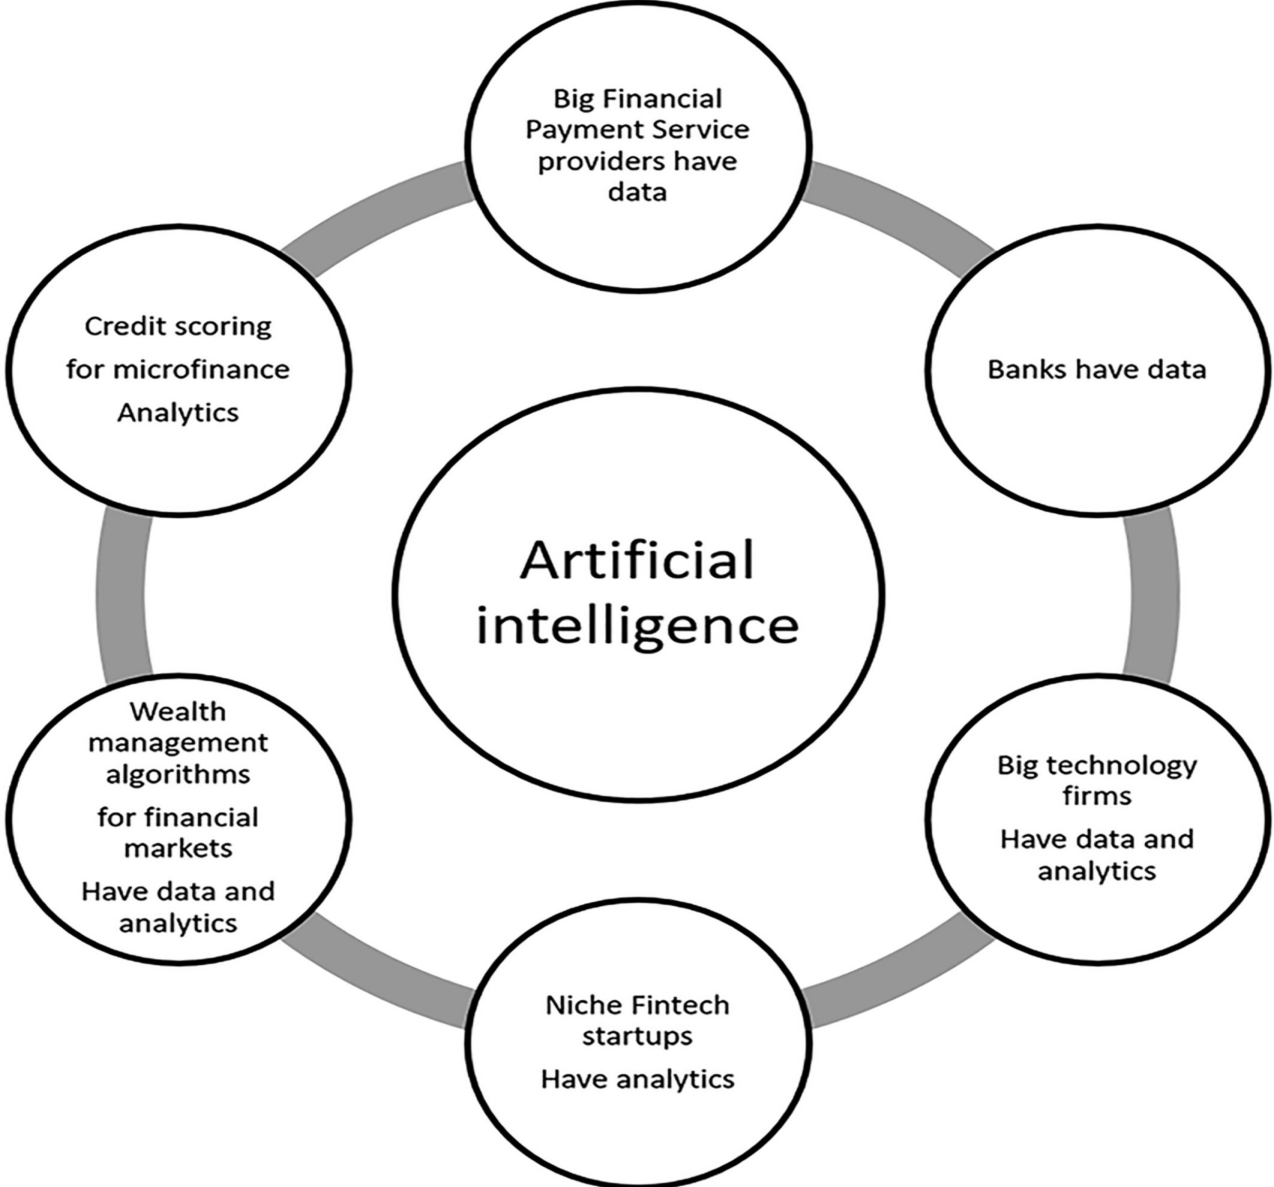 Big Financial
Payment Service
providers have
data
Banks have data
Big technology
firms
Have data and
analytics
Niche Fintech
startups
Have analytics
Wealth
management
algorithms
for financial
markets
Have data and
analytics
Credit scoring
for microfinance
Analytics
Artificial
intelligence